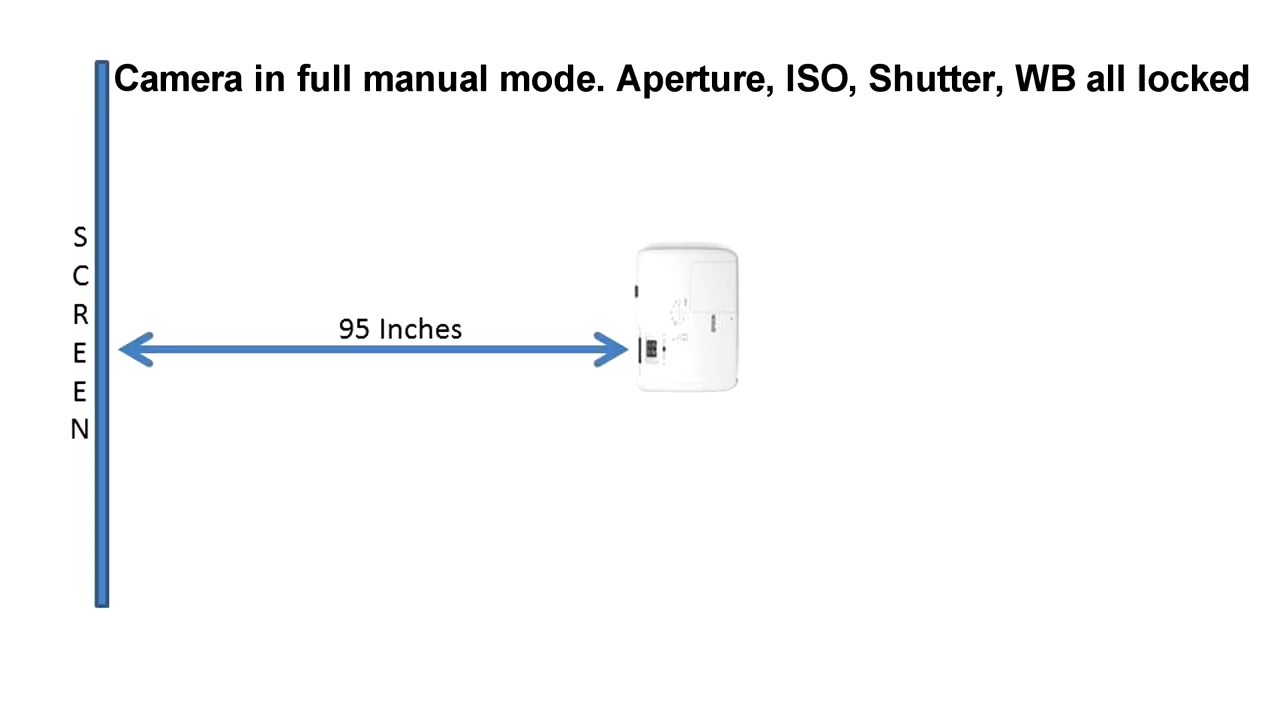 Camera in full manual mode. Aperture, ISO, Shutter, WB all locked
S
C
R
E
E
N
95 Inches